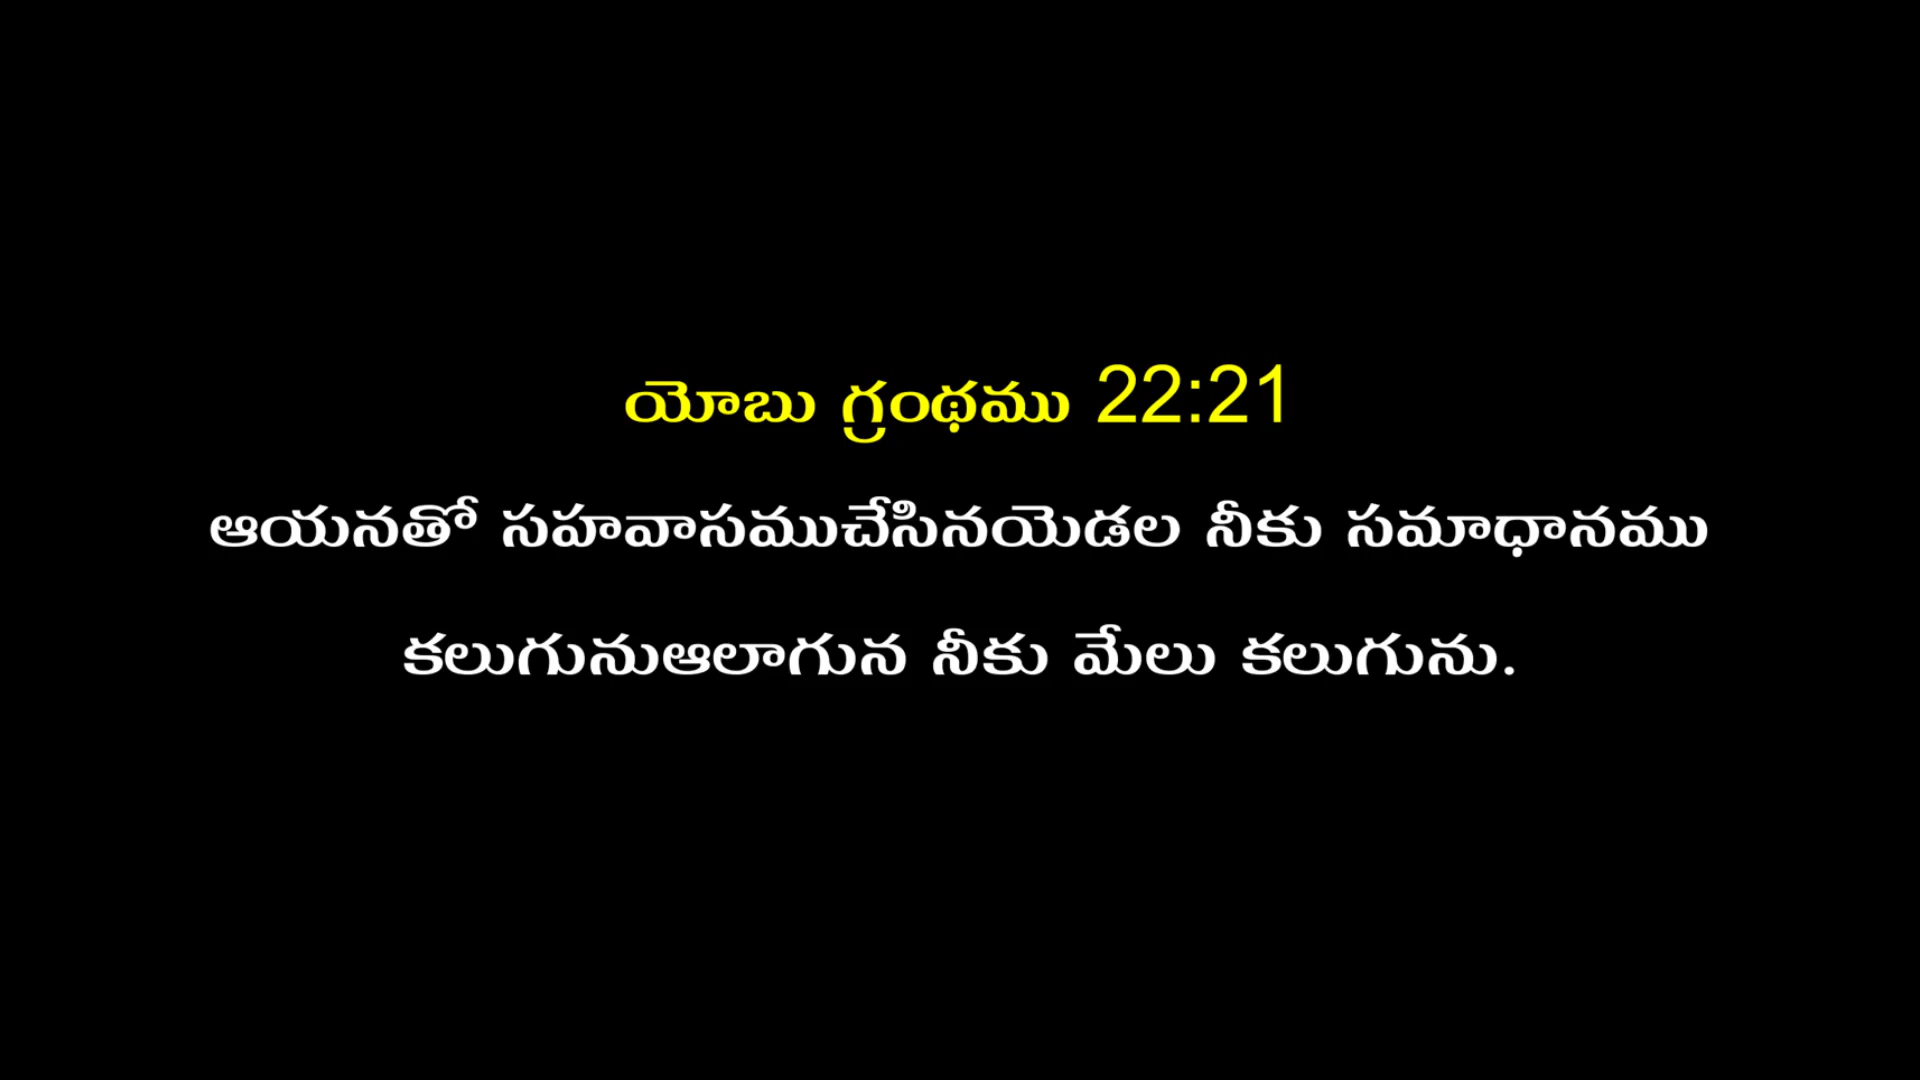 యోబు గ్రంథము 22:21
ఆయనతో సహవాసముచేసినయెడల నీకు సమాధానము
కలుగునుఆలాగున నీకు మేలు కలుగును.